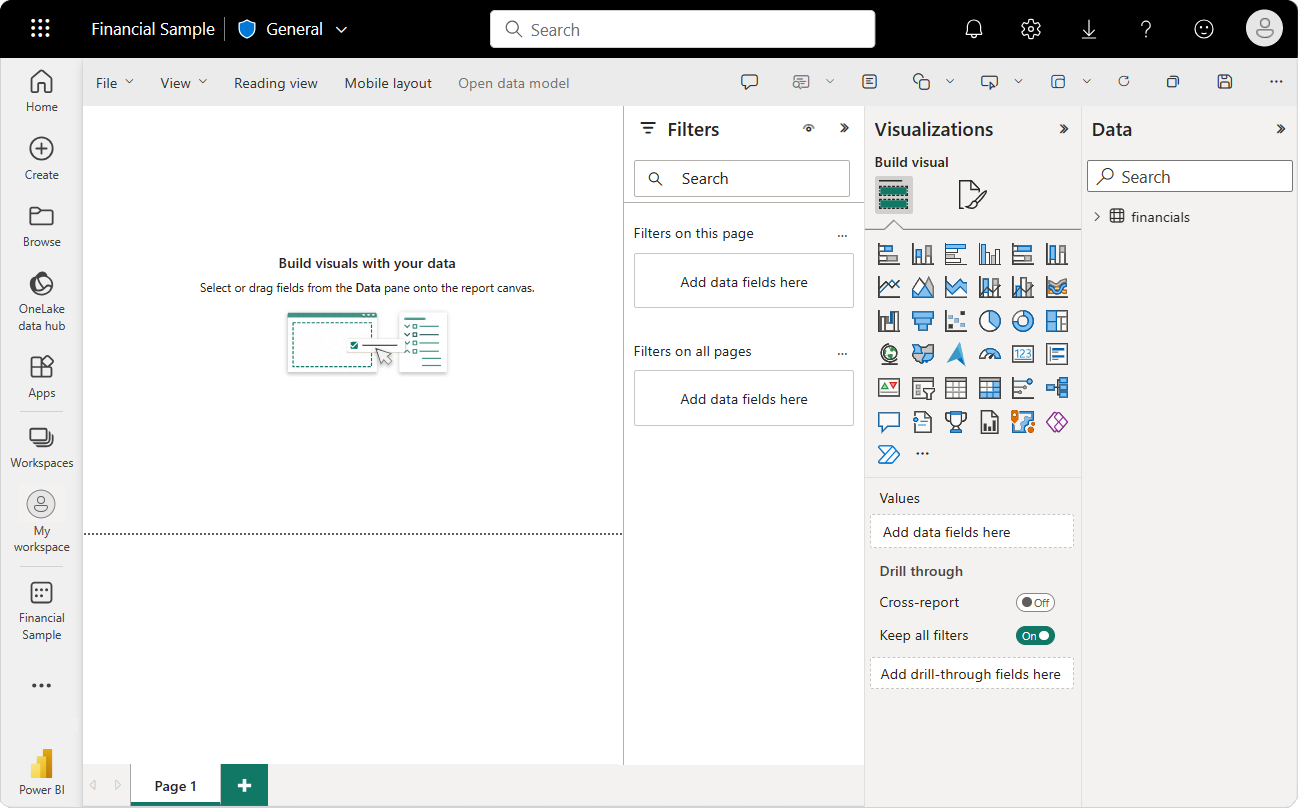 Financial Sample
General
Search
Home
Create
Browse
OneLake
data hub
Apps
Workspaces
My
workspace
Financial
Sample
Power BI
File
View
Reading view
Mobile layout
Open data model
Build visuals with your data
Select or drag fields from the Data pane onto the report canvas.
Page 1
Filters
Search
Filters on this page
Add data fields here
Filters on all pages
Add data fields here
Visualizations
Build visual
123
Values
Add data fields here
Drill through
Cross-report
Off
Keep all filters
On
Add drill-through fields here
Data
Search
financials